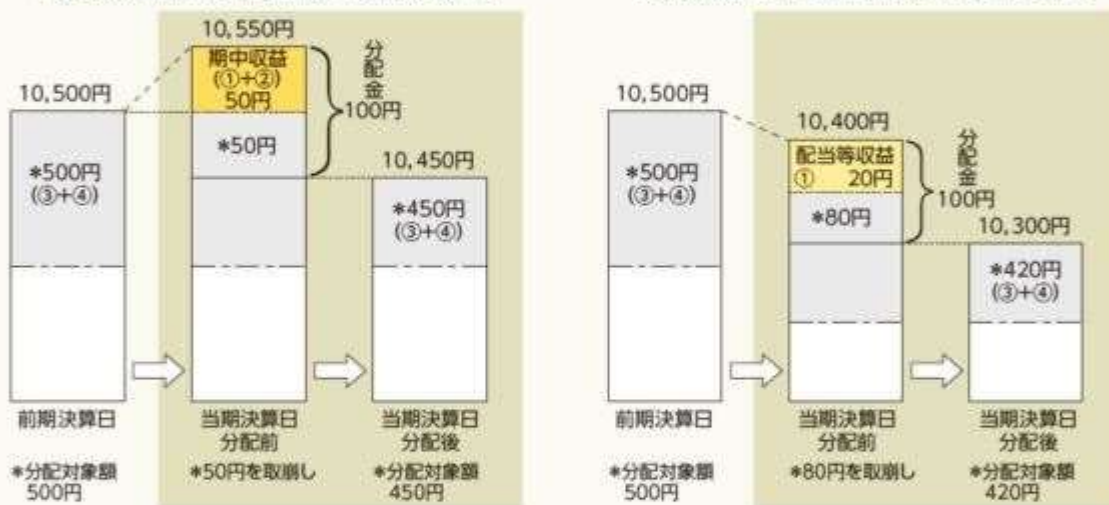 10,550円
期中収益
(①+②)
50円
*50円
分配金
100円
10,500円
*500円
(③+④)
10,450円
*450円
(③+④)
前期決算日
当期決算日
分配前
当期決算日
分配後
*分配対象額
500円
*50円を取崩し
*分配対象額
450円
10,500円
*500円
(③+④)
10,400円
配当等収益
① 20円
*80円
分配金
100円
10,300円
*420円
(③+④)
前期決算日
当期決算日
分配前
当期決算日
分配後
*分配対象額
500円
*80円を取崩し
*分配対象額
420円